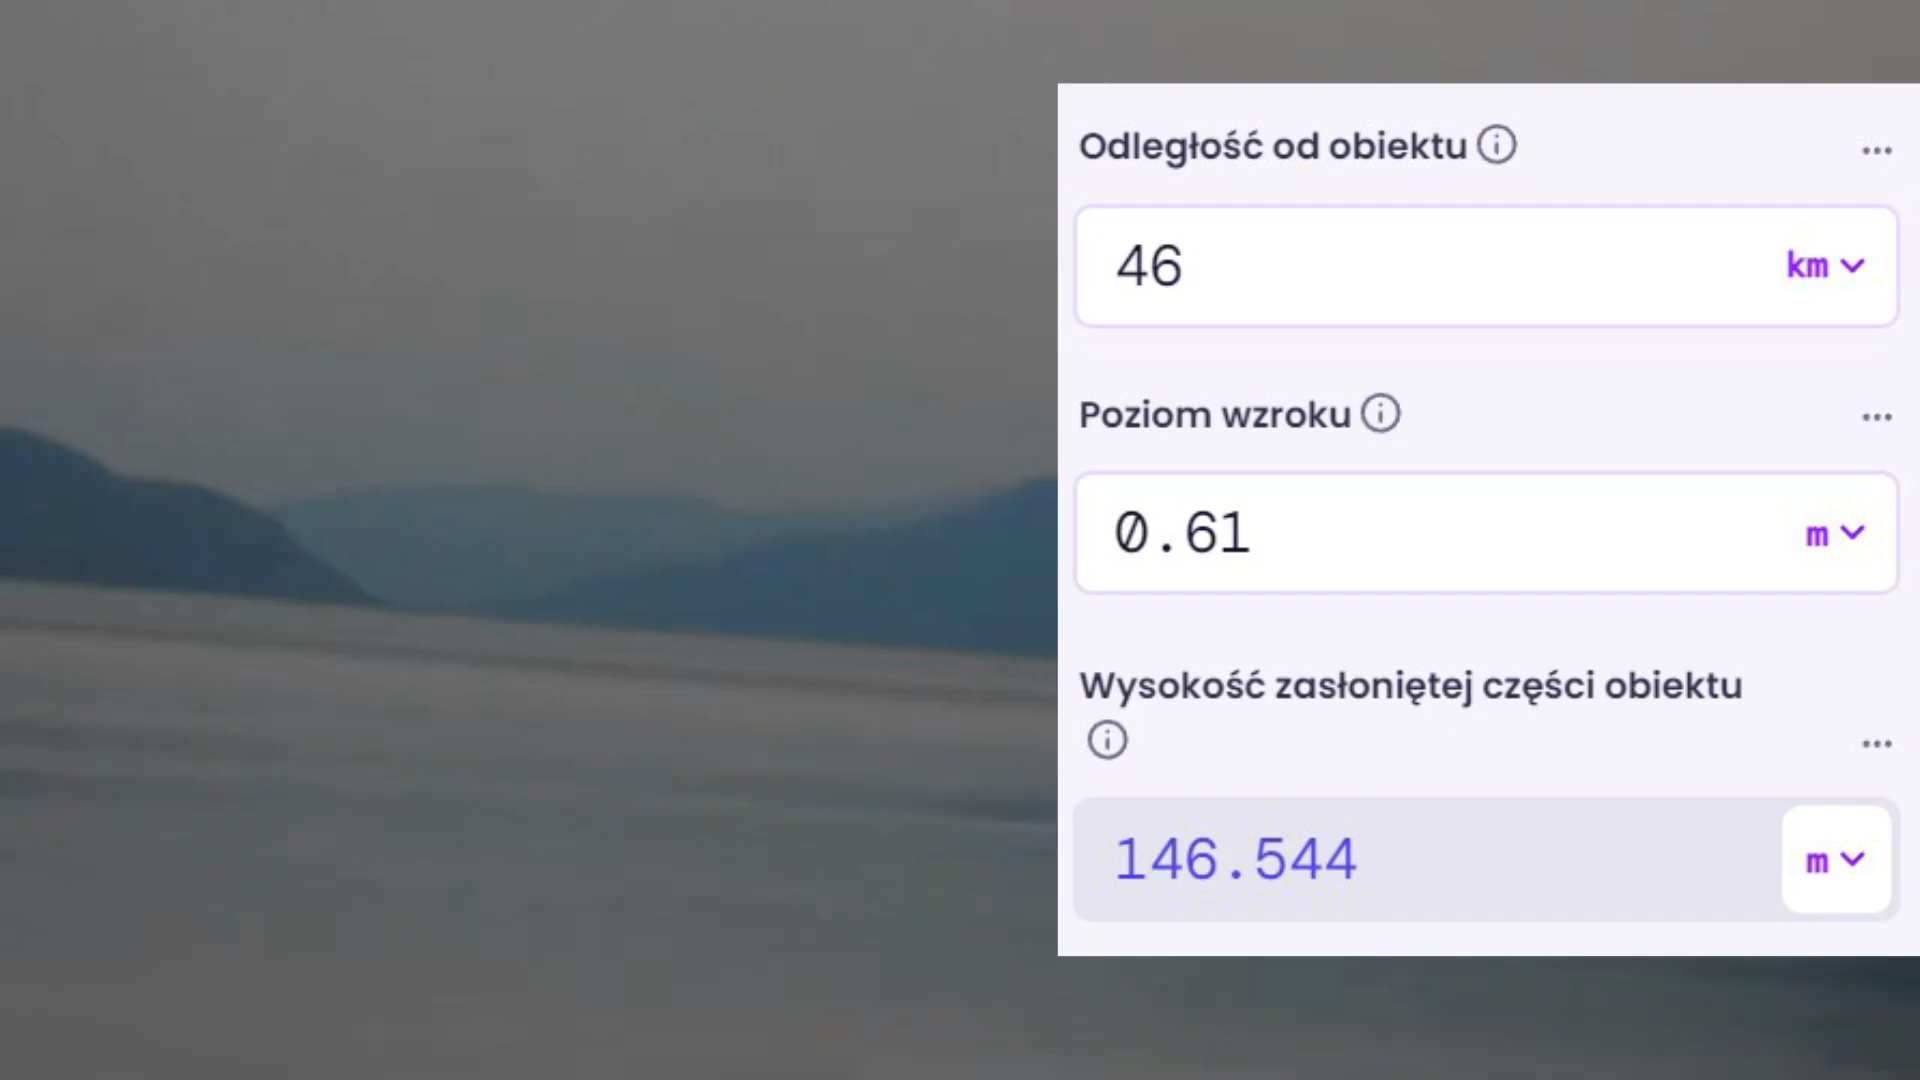 Odległość od obiektu
46 km
Poziom wzroku
0.61 m
Wysokość zasłoniętej części obiektu
146.544 m